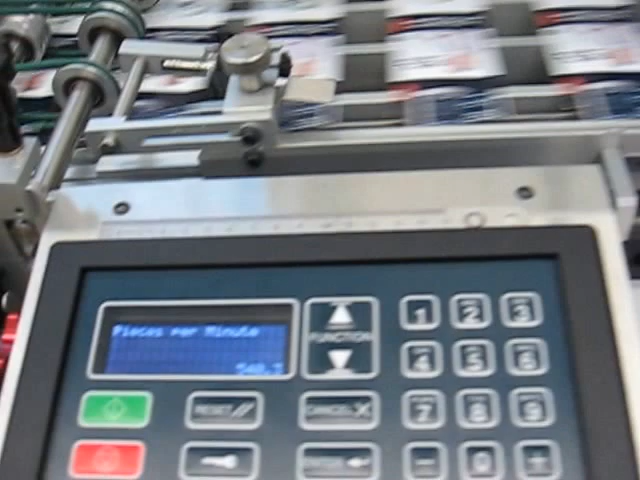 Pieces per Minute
FUNCTION
1 2 3
4 5 6
RESET // CANCEL X 7 8 9
- 0 +